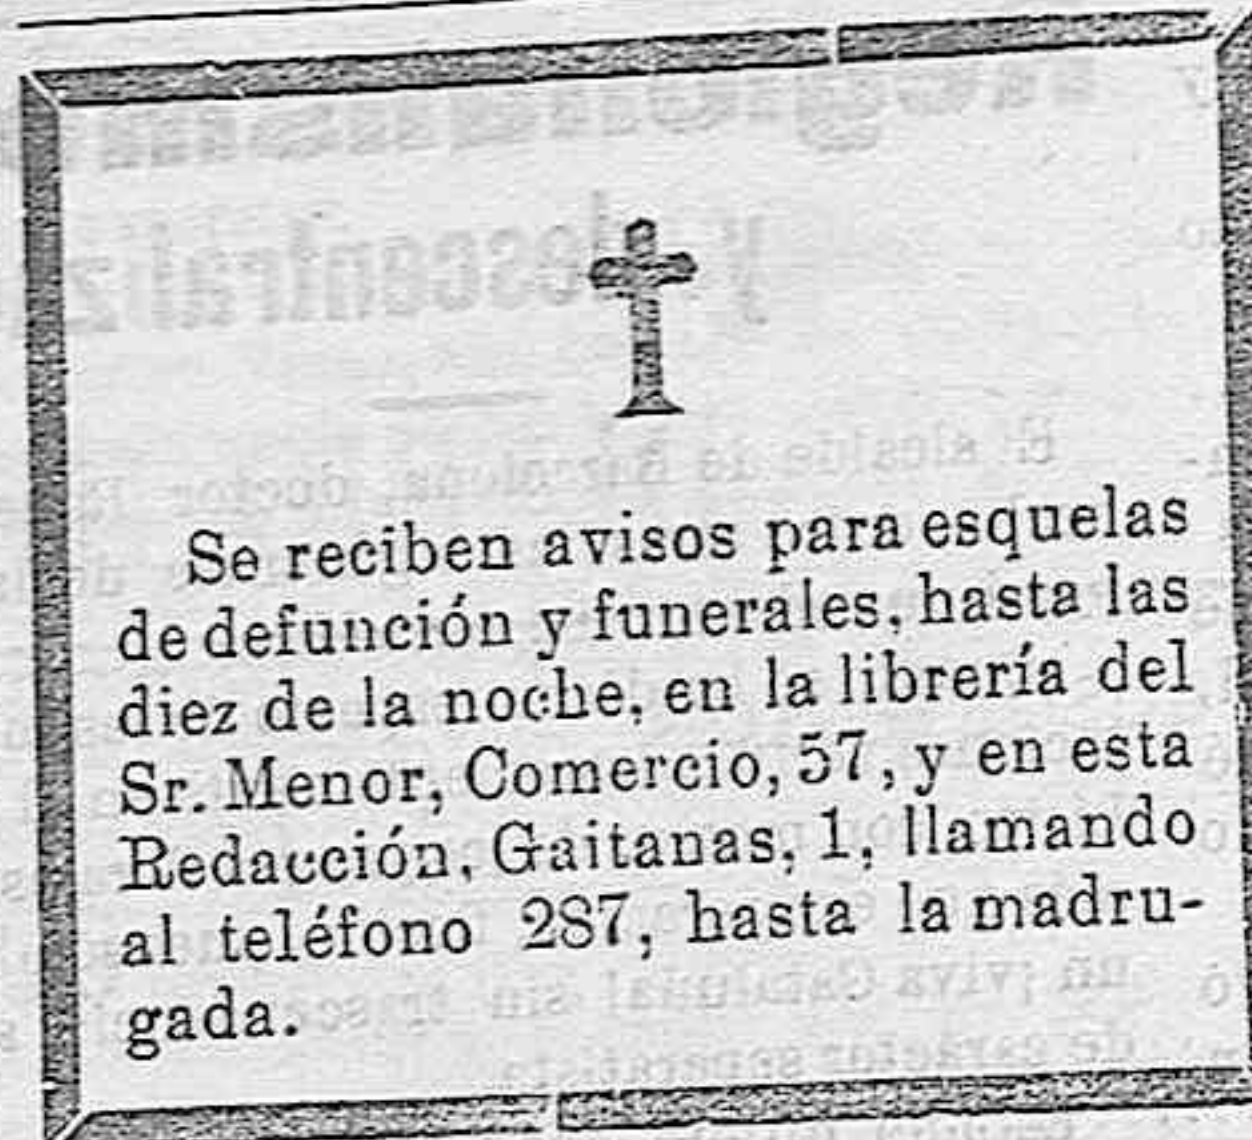 Se reciben avisos para esquelas
de defunción y funerales, hasta las
diez de la noche, en la librería del
Sr. Menor, Comercio, 57, y en esta
Redacción, Gaitanas, 1, llamando
al teléfono 287, hasta la madru-
gada.